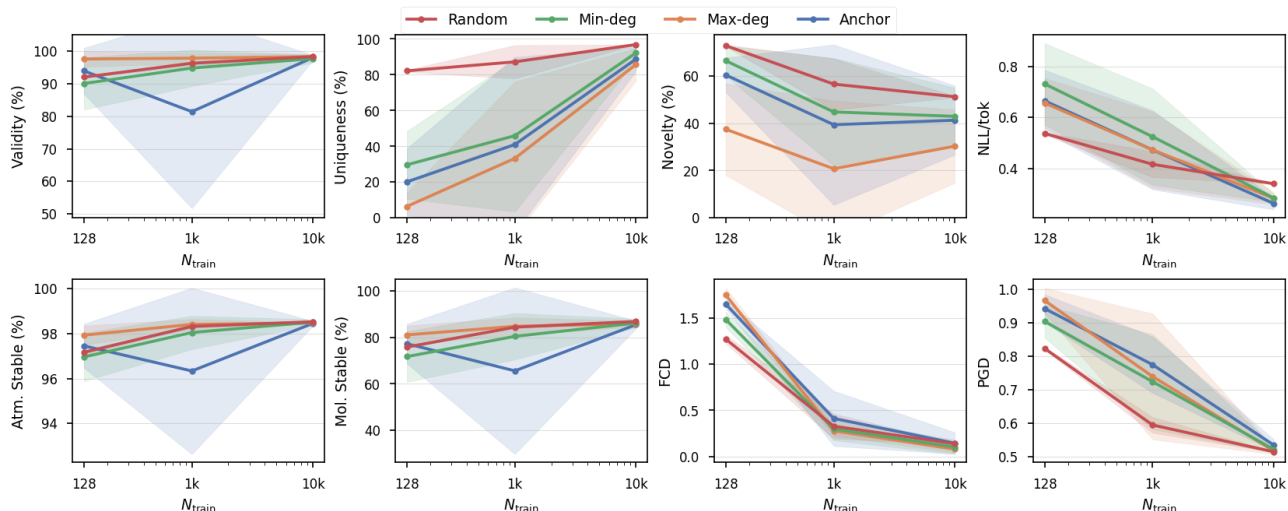 Random Min-deg Max-deg Anchor
Validity (%)
100
90
80
70
60
50
128 1k 10k
N_train
Uniqueness (%)
100
80
60
40
20
0
128 1k 10k
N_train
Novelty (%)
60
40
20
0
128 1k 10k
N_train
NLL/tok
0.8
0.6
0.4
128 1k 10k
N_train
Atm. Stable (%)
100
98
96
94
128 1k 10k
N_train
Mol. Stable (%)
100
80
60
40
128 1k 10k
N_train
FCD
1.5
1.0
0.5
0.0
128 1k 10k
N_train
PGD
1.0
0.9
0.8
0.7
0.6
0.5
128 1k 10k
N_train